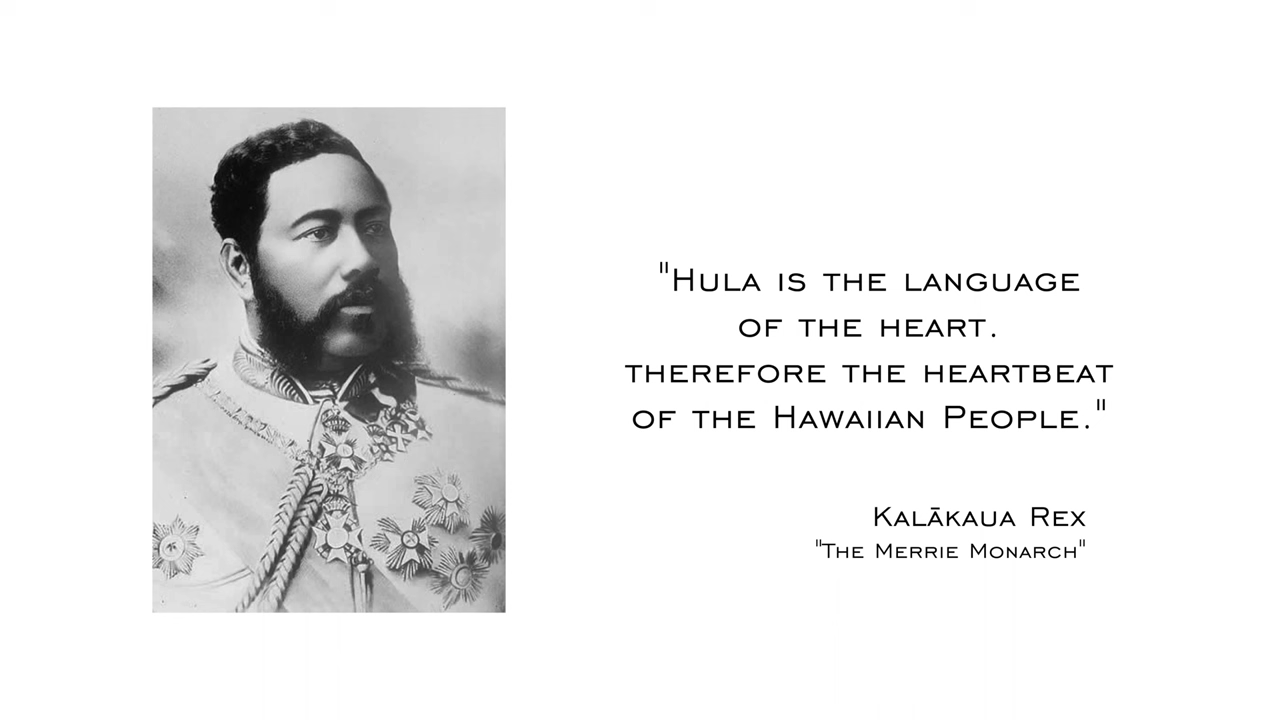 "Hula is the language
of the heart.
therefore the heartbeat
of the Hawaiian People."
Kalākaua Rex
"The Merrie Monarch"